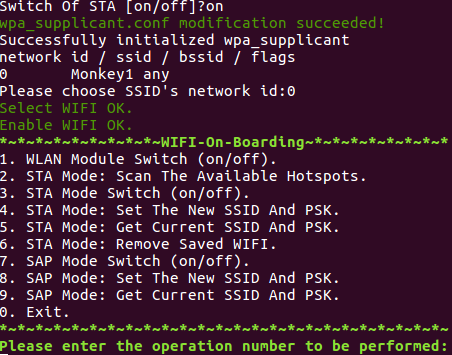 Switch Of STA [on/off]?on
wpa_supplicant.conf modification succeeded!
Successfully initialized wpa_supplicant
network id / ssid / bssid / flags
0       Monkey1 any
Please choose SSID's network id:0
Select WIFI OK.
Enable WIFI OK.
*~*~*~*~*~*~*~*~*~WIFI-On-Boarding~*~*~*~*~*~*~*~*
1. WLAN Module Switch (on/off).
2. STA Mode: Scan The Available Hotspots.
3. STA Mode Switch (on/off).
4. STA Mode: Set The New SSID And PSK.
5. STA Mode: Get Current SSID And PSK.
6. STA Mode: Remove Saved WIFI.
7. SAP Mode Switch (on/off).
8. SAP Mode: Set The New SSID And PSK.
9. SAP Mode: Get Current SSID And PSK.
0. Exit.
*~*~*~*~*~*~*~*~*~*~*~*~*~*~*~*~*~*~*~*~*~*~*~*~*~
Please enter the operation number to be performed: